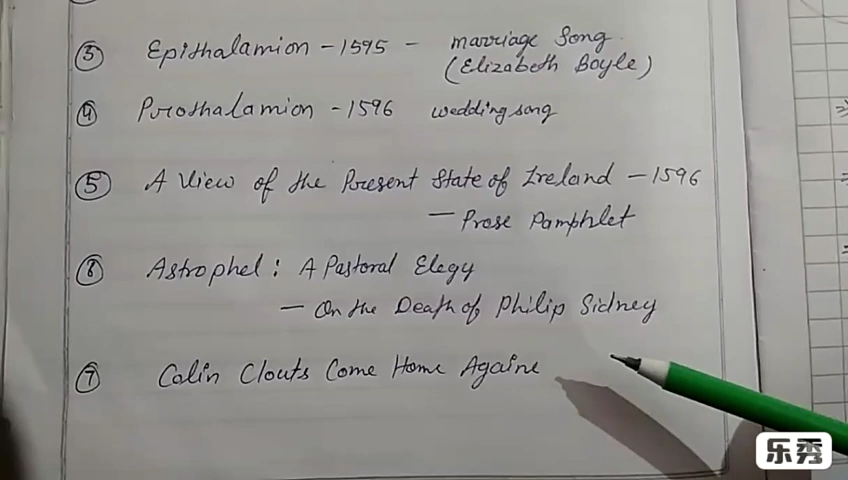 ③ Epithalamion - 1595 - marriage Song
(Elizabeth Boyle)
④ Prothalamion - 1596 wedding song
⑤ A View of the Present State of Ireland - 1596
- Prose Pamphlet
⑥ Astrophel : A Pastoral Elegy
- On the Death of Philip Sidney
⑦ Colin Clouts Come Home Againe
乐秀